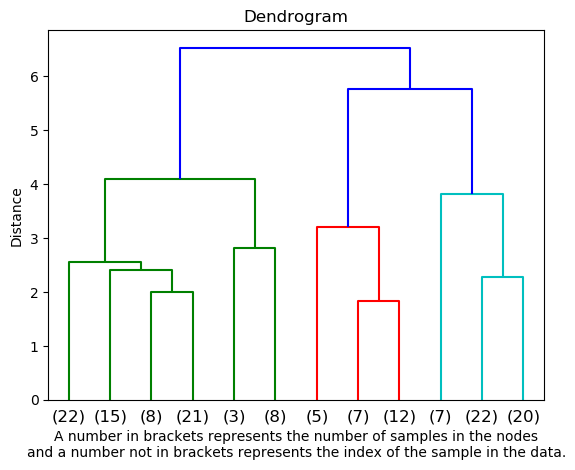 Dendrogram
6
5
4
3
2
1
0
Distance
(22) (15) (8) (21) (3) (8) (5) (7) (12) (7) (22) (20)
A number in brackets represents the number of samples in the nodes
and a number not in brackets represents the index of the sample in the data.